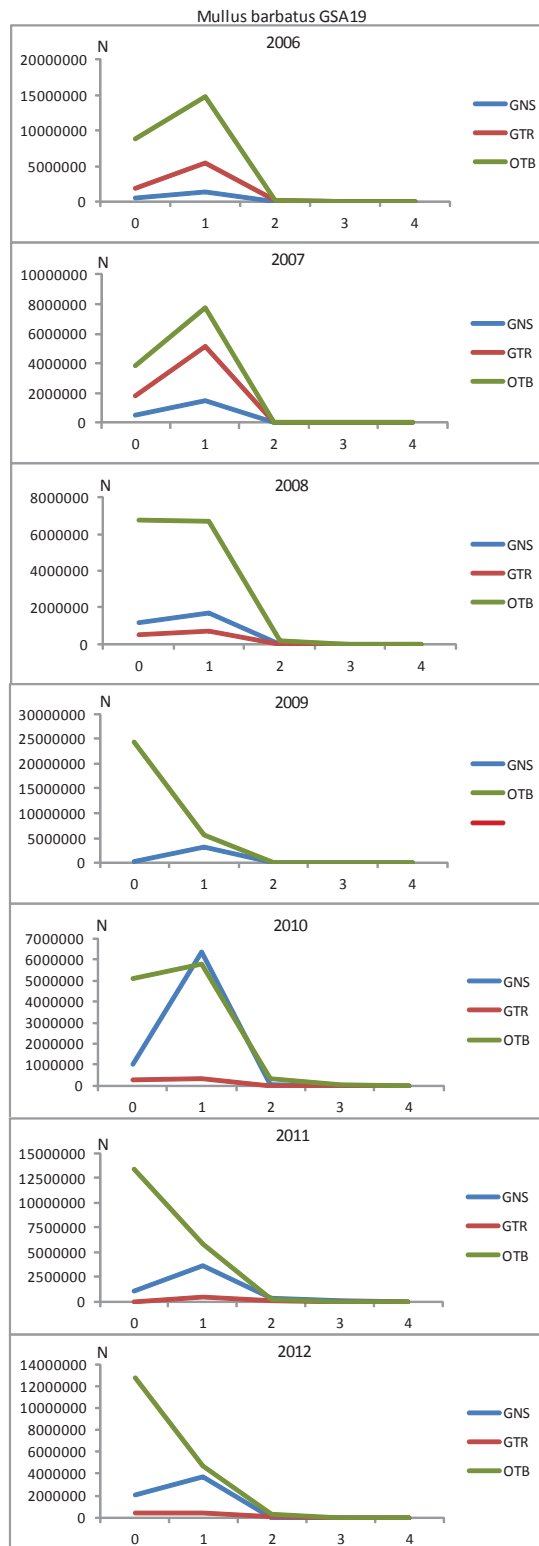 Mullus barbatus GSA19
2006
N
20000000
15000000
10000000
5000000
0
0 1 2 3 4
GNS
GTR
OTB
2007
N
10000000
8000000
6000000
4000000
2000000
0
0 1 2 3 4
GNS
GTR
OTB
2008
N
8000000
6000000
4000000
2000000
0
0 1 2 3 4
GNS
GTR
OTB
2009
N
30000000
25000000
20000000
15000000
10000000
5000000
0
0 1 2 3 4
GNS
OTB
2010
N
7000000
6000000
5000000
4000000
3000000
2000000
1000000
0
0 1 2 3 4
GNS
GTR
OTB
2011
N
15000000
12500000
10000000
7500000
5000000
2500000
0
0 1 2 3 4
GNS
GTR
OTB
2012
N
14000000
12000000
10000000
8000000
6000000
4000000
2000000
0
0 1 2 3 4
GNS
GTR
OTB